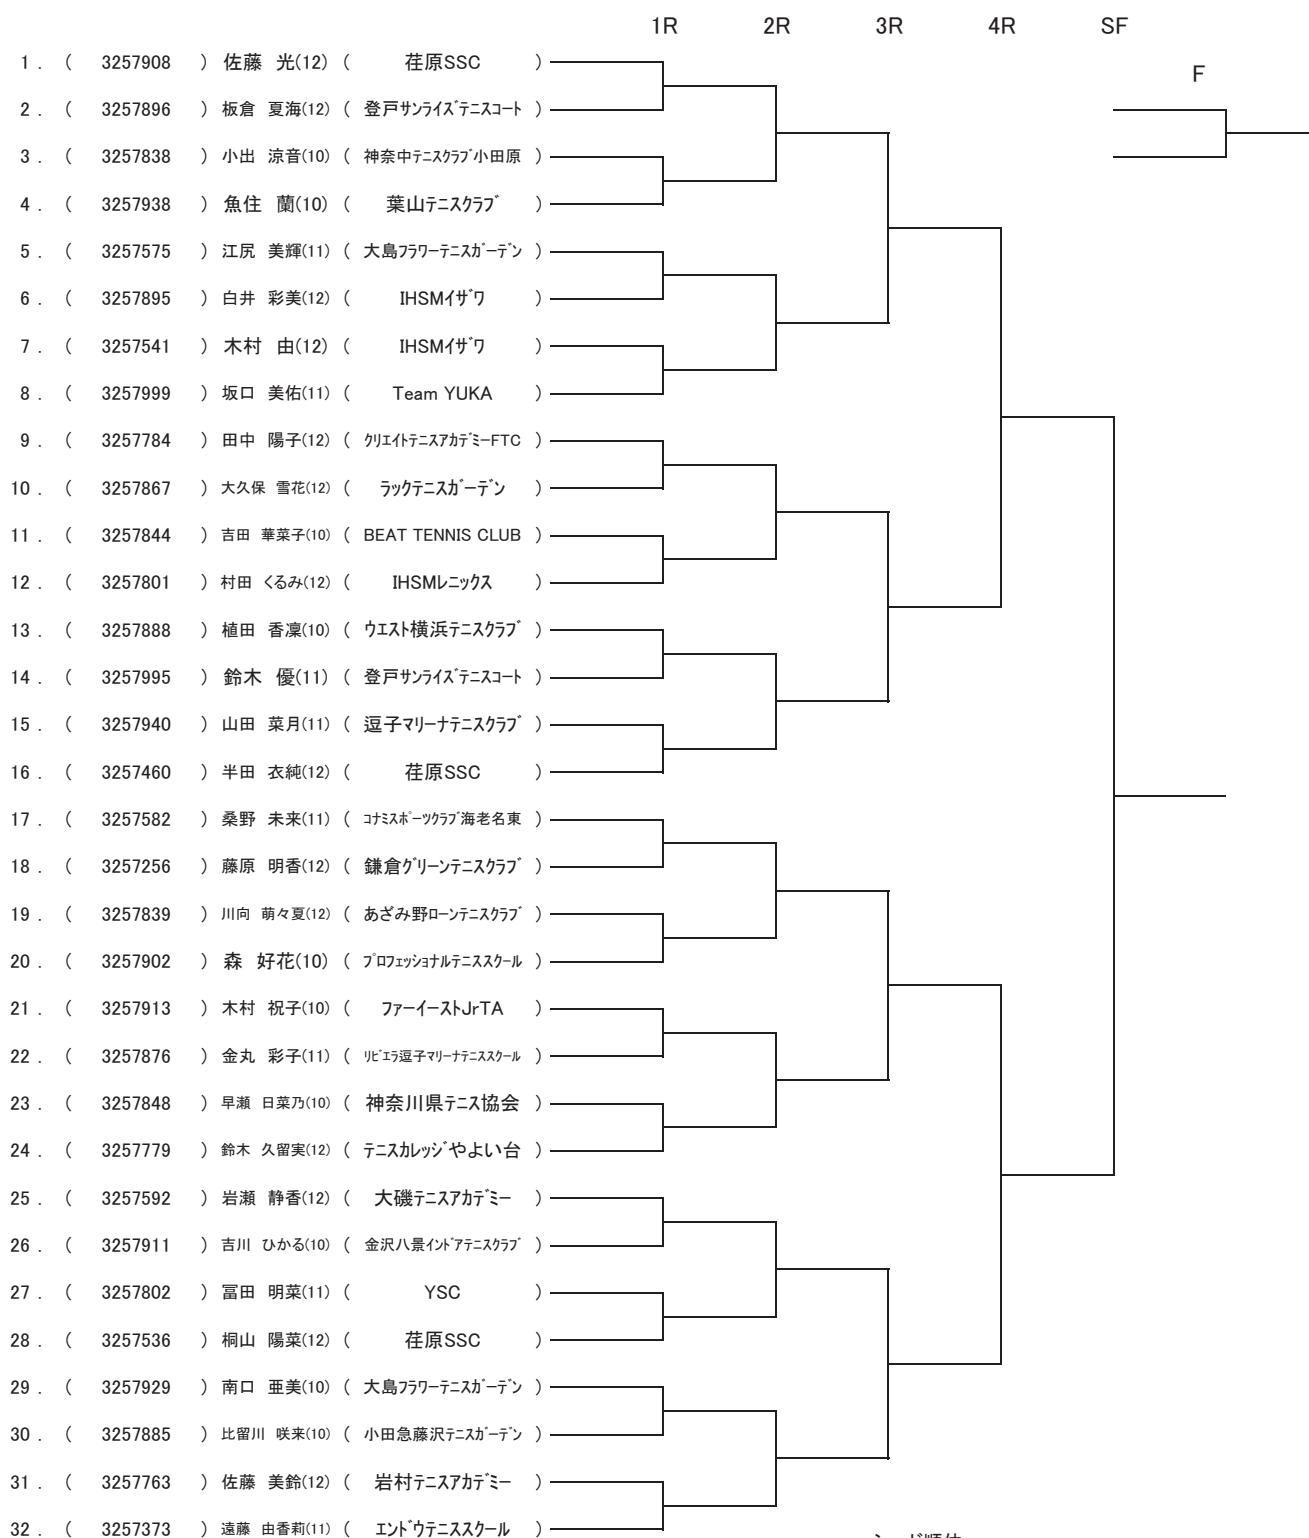 1R 2R 3R 4R SF
F
1. ( 3257908 ) 佐藤 光(12) ( 荏原SSC )
2. ( 3257896 ) 板倉 夏海(12) ( 登戸サンライズテニスコート )
3. ( 3257838 ) 小出 涼音(10) ( 神奈中テニスクラブ小田原 )
4. ( 3257938 ) 魚住 蘭(10) ( 葉山テニスクラブ )
5. ( 3257575 ) 江尻 美輝(11) ( 大島フラワーテニスガーデン )
6. ( 3257895 ) 白井 彩美(12) ( IHSMイザワ )
7. ( 3257541 ) 木村 由(12) ( IHSMイザワ )
8. ( 3257999 ) 坂口 美佑(11) ( Team YUKA )
9. ( 3257784 ) 田中 陽子(12) ( クリエイトテニスアカデミーFTC )
10. ( 3257867 ) 大久保 雪花(12) ( ラックテニスガーデン )
11. ( 3257844 ) 吉田 華菜子(10) ( BEAT TENNIS CLUB )
12. ( 3257801 ) 村田 くるみ(12) ( IHSMレニックス )
13. ( 3257888 ) 植田 香凜(10) ( ウエスト横浜テニスクラブ )
14. ( 3257995 ) 鈴木 優(11) ( 登戸サンライズテニスコート )
15. ( 3257940 ) 山田 菜月(11) ( 逗子マリーナテニスクラブ )
16. ( 3257460 ) 半田 衣純(12) ( 荏原SSC )
17. ( 3257582 ) 桑野 未来(11) ( コナミスポーツクラブ海老名東 )
18. ( 3257256 ) 藤原 明香(12) ( 鎌倉グリーンテニスクラブ )
19. ( 3257839 ) 川向 萌々夏(12) ( あざみ野ローンテニスクラブ )
20. ( 3257902 ) 森 好花(10) ( プロフェッショナルテニススクール )
21. ( 3257913 ) 木村 祝子(10) ( ファーイーストJrTA )
22. ( 3257876 ) 金丸 彩子(11) ( リビエラ逗子マリーナテニススクール )
23. ( 3257848 ) 早瀬 日菜乃(10) ( 神奈川県テニス協会 )
24. ( 3257779 ) 鈴木 久留実(12) ( テニスカレッジやよい台 )
25. ( 3257592 ) 岩瀬 静香(12) ( 大磯テニスアカデミー )
26. ( 3257911 ) 吉川 ひかる(10) ( 金沢八景インドアテニスクラブ )
27. ( 3257802 ) 冨田 明菜(11) ( YSC )
28. ( 3257536 ) 桐山 陽菜(12) ( 荏原SSC )
29. ( 3257929 ) 南口 亜美(10) ( 大島フラワーテニスガーデン )
30. ( 3257885 ) 比留川 咲来(10) ( 小田急藤沢テニスガーデン )
31. ( 3257763 ) 佐藤 美鈴(12) ( 岩村テニスアカデミー )
32. ( 3257373 ) 遠藤 由香莉(11) ( エンドウテニススクール )